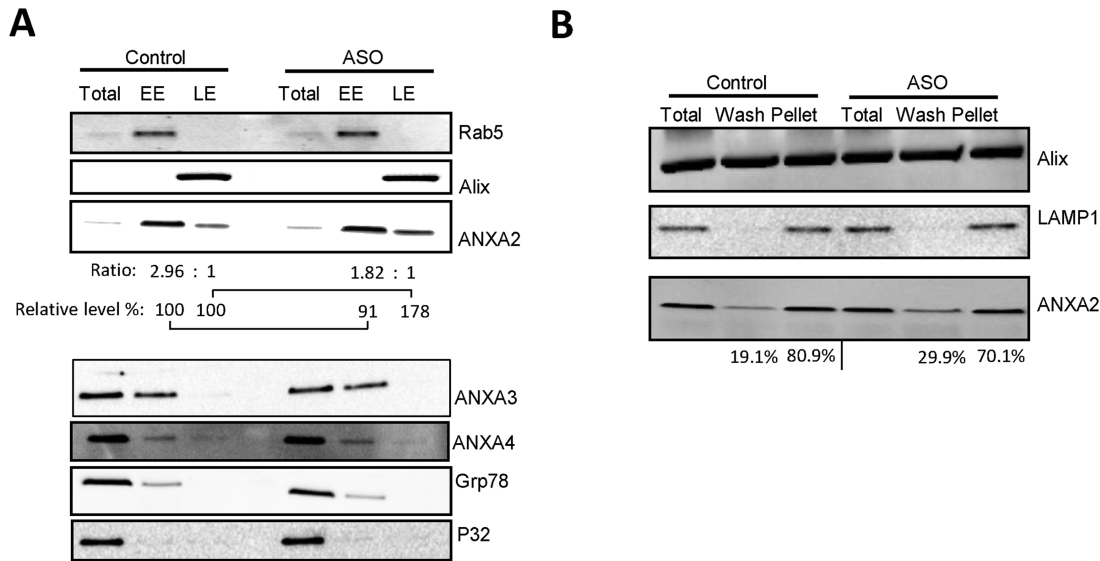 A
Control ASO
Total EE LE Total EE LE
Rab5
Alix
ANXA2
Ratio: 2.96 : 1 1.82 : 1
Relative level %: 100 100 91 178
ANXA3
ANXA4
Grp78
P32
B
Control ASO
Total Wash Pellet Total Wash Pellet
Alix
LAMP1
ANXA2
19.1% 80.9% 29.9% 70.1%